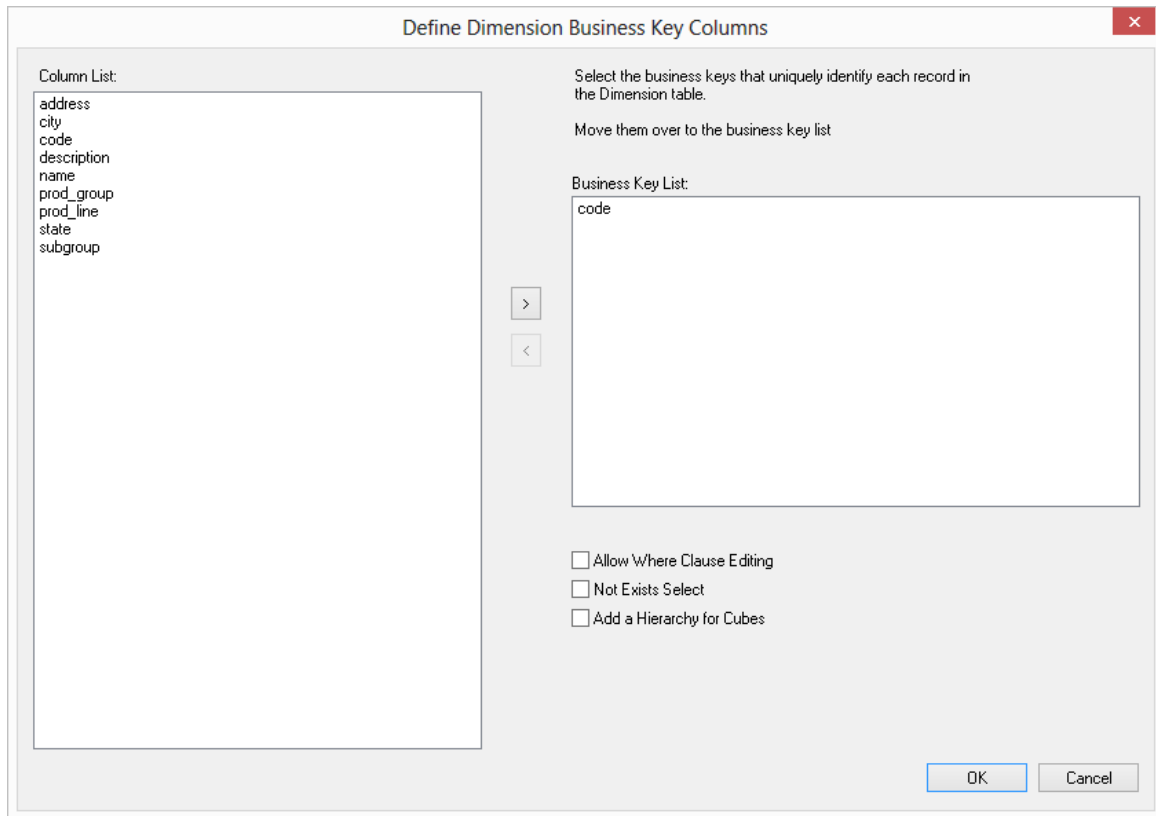 Define Dimension Business Key Columns
Column List:
address
city
code
description
name
prod_group
prod_line
state
subgroup
>
<
Select the business keys that uniquely identify each record in
the Dimension table.
Move them over to the business key list
Business Key List:
code
Allow Where Clause Editing
Not Exists Select
Add a Hierarchy for Cubes
OK
Cancel